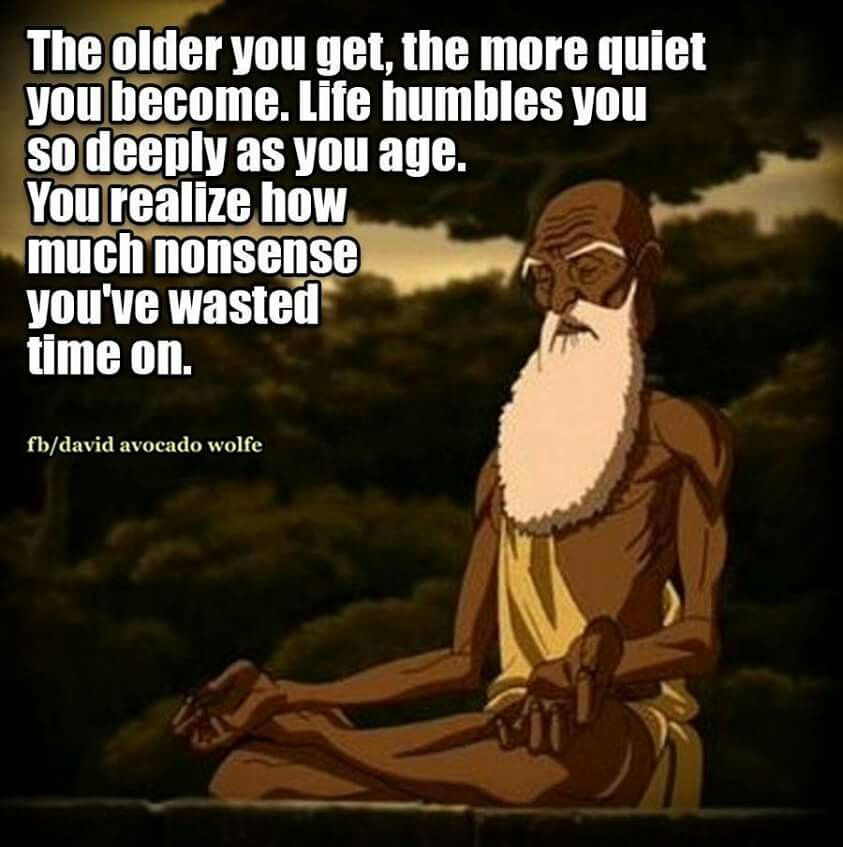 The older you get, the more quiet
you become. Life humbles you
so deeply as you age.
You realize how
much nonsense
you've wasted
time on.
fb/david avocado wolfe